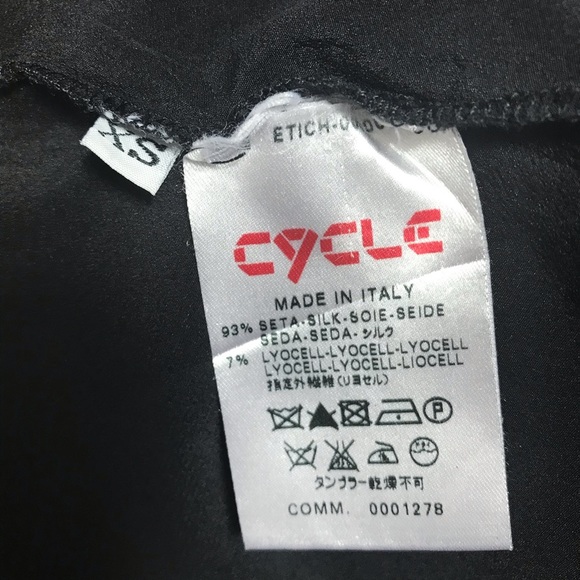 XS
ETICH-
CYCLE
MADE IN ITALY
93% SETA-SILK-SOIE-SEIDE
SEDA-SEDA-シルク
7% LYOCELL-LYOCELL-LYOCELL
LYOCELL-LYOCELL-LIOCELL
指定外繊維(リヨセル)
P
タンブラー乾燥不可
COMM. 0001278